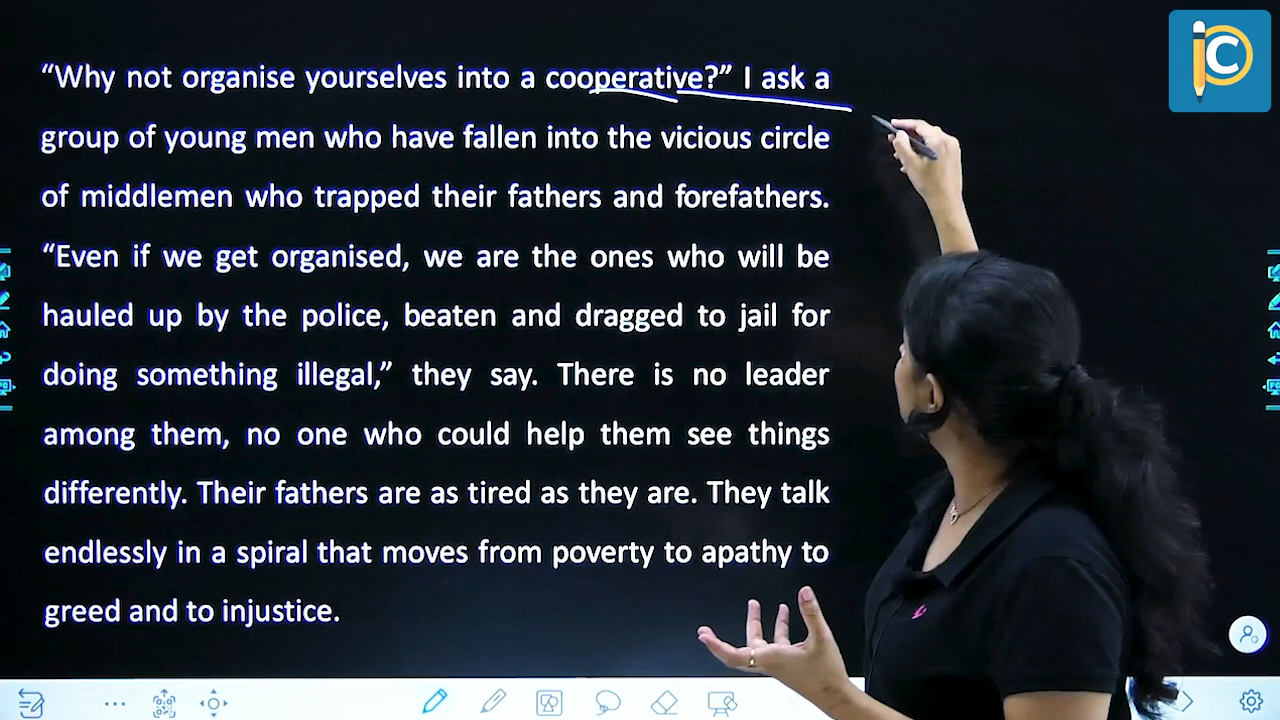 “Why not organise yourselves into a cooperative?” I ask a
group of young men who have fallen into the vicious circle
of middlemen who trapped their fathers and forefathers.
“Even if we get organised, we are the ones who will be
hauled up by the police, beaten and dragged to jail for
doing something illegal,” they say. There is no leader
among them, no one who could help them see things
differently. Their fathers are as tired as they are. They talk
endlessly in a spiral that moves from poverty to apathy to
greed and to injustice.